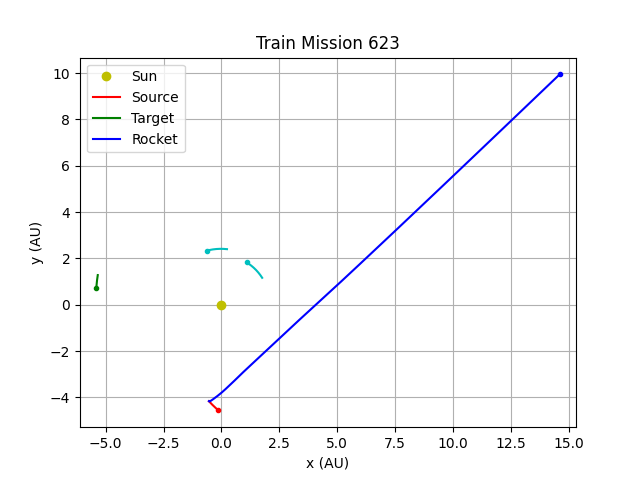 Train Mission 623
Sun
Source
Target
Rocket
10
8
6
4
2
0
−2
−4
y (AU)
−5.0 −2.5 0.0 2.5 5.0 7.5 10.0 12.5 15.0
x (AU)